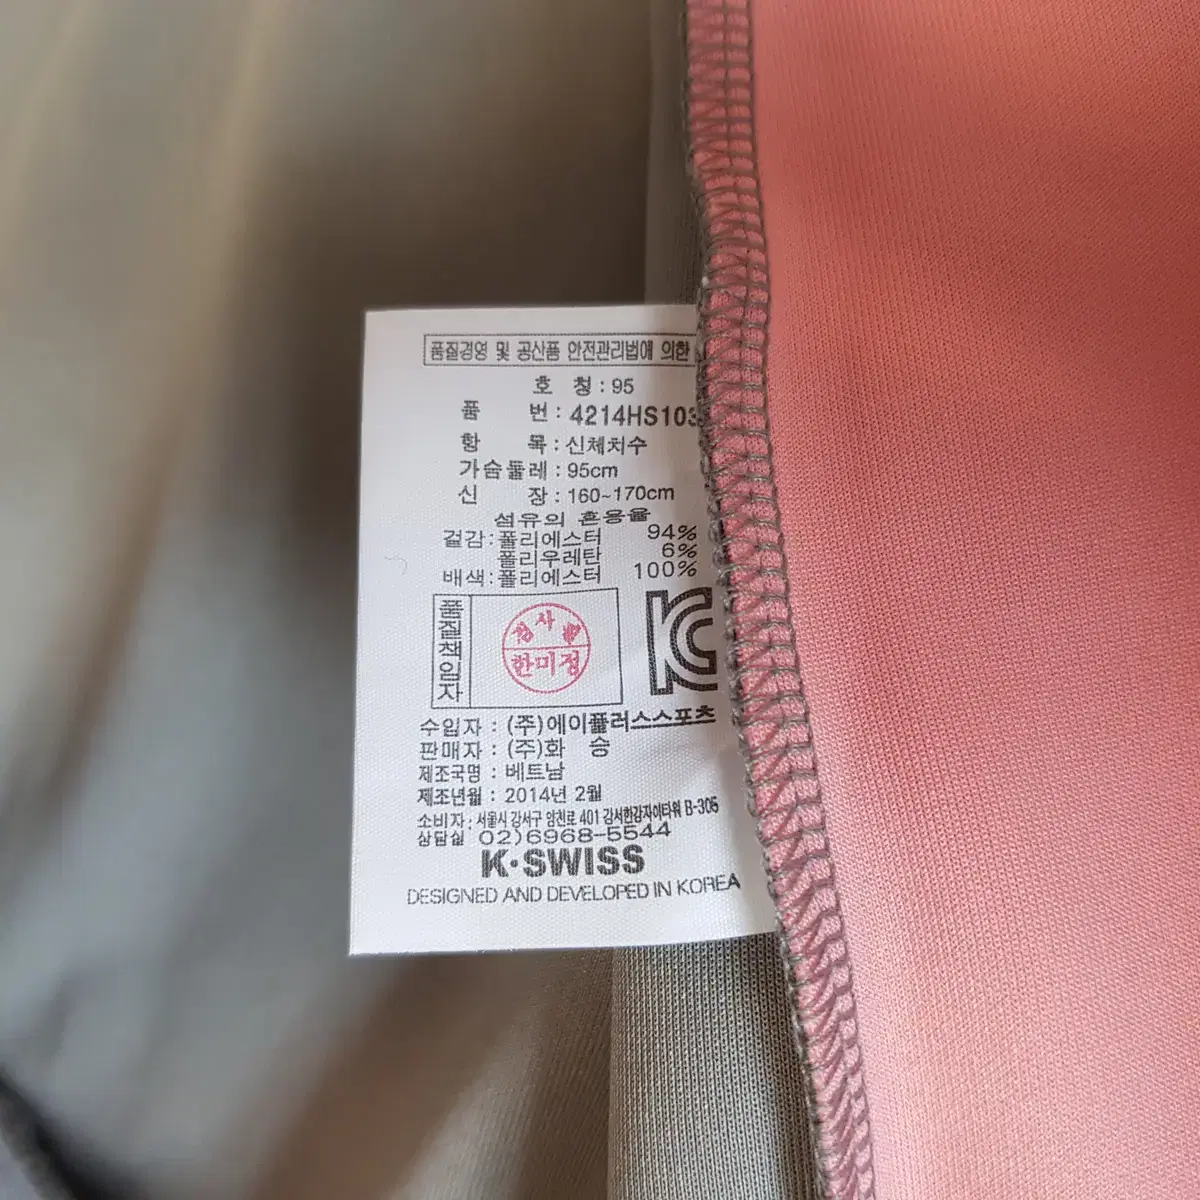 품질경영 및 공산품 안전관리법에 의한
호 칭 : 95
품 번 : 4214HS103
항 목 : 신체치수
가슴둘레 : 95cm
신 장 : 160~170cm
섬유의 혼용율
겉감 : 폴리에스터 94%
폴리우레탄 6%
배색 : 폴리에스터 100%
품질책임자
검사필
한미정
수입자 : (주)에이플러스스포츠
판매자 : (주)화 승
제조국명 : 베트남
제조년월 : 2014년 2월
소비자 : 서울시 강서구 양천로 401 강서한강자이타워 B-305
상담실 02)6968-5544
K·SWISS
DESIGNED AND DEVELOPED IN KOREA